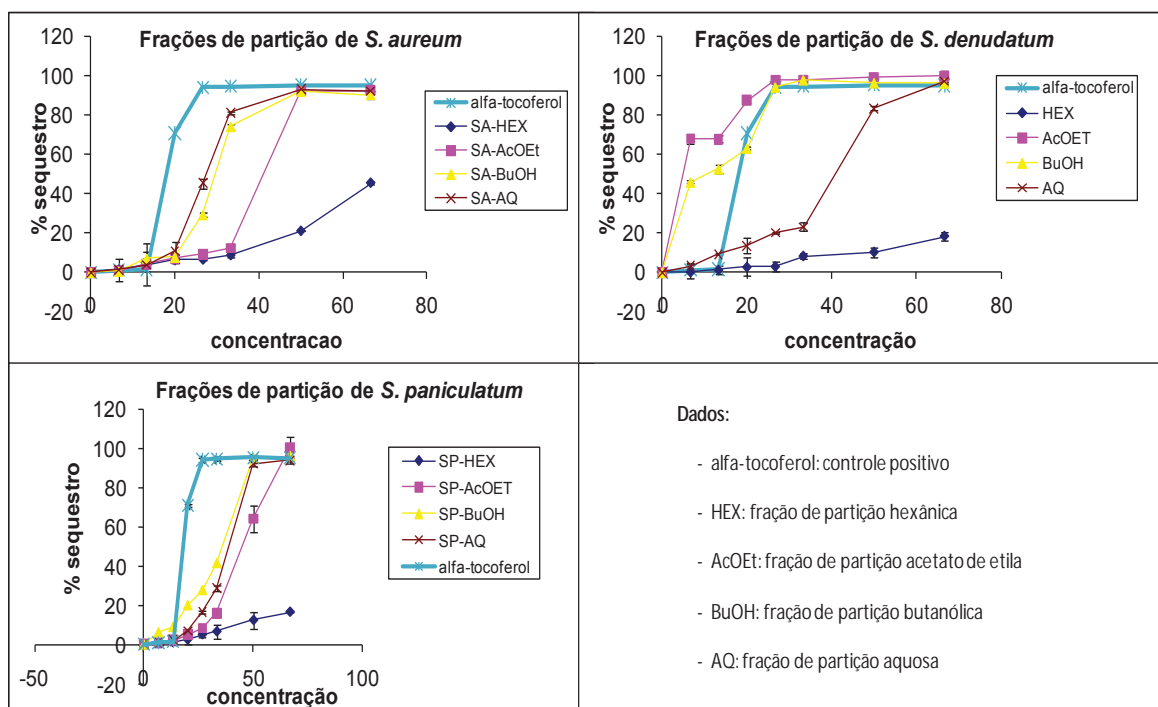 Frações de partição de S. aureum
120
100
80
60
40
20
0
-20
0
20
40
60
80
% sequestro
concentracao
alfa-tocoferol
SA-HEX
SA-AcOEt
SA-BuOH
SA-AQ
Frações de partição de S. denudatum
120
100
80
60
40
20
0
-20
0
20
40
60
80
% sequestro
concentração
alfa-tocoferol
HEX
AcOET
BuOH
AQ
Frações de partição de S. paniculatum
120
100
80
60
40
20
0
-20
-50
0
50
100
% sequestro
concentração
SP-HEX
SP-AcOET
SP-BuOH
SP-AQ
alfa-tocoferol
Dados:
- alfa-tocoferol: controle positivo
- HEX: fração de partição hexânica
- AcOEt: fração de partição acetato de etila
- BuOH: fração de partição butanólica
- AQ: fração de partição aquosa